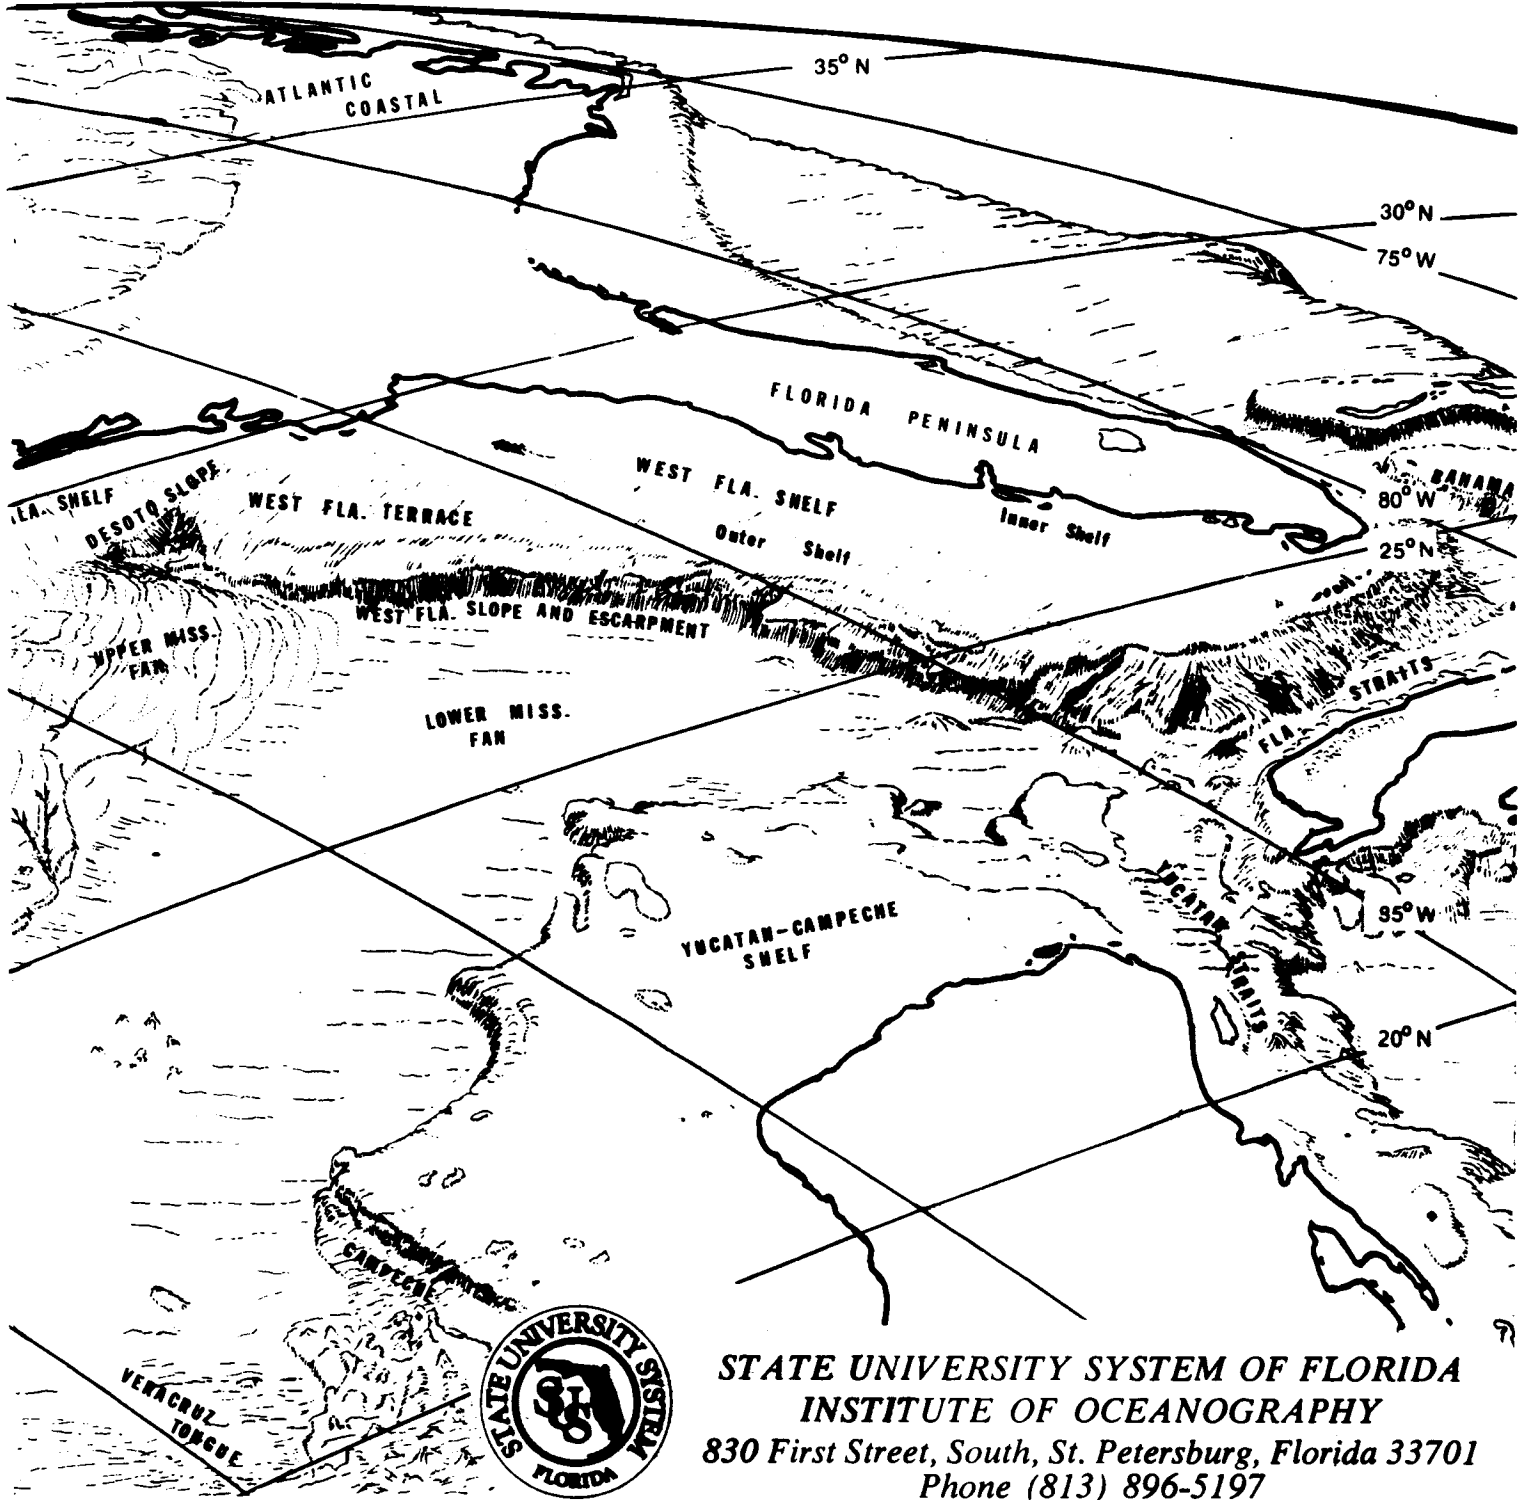 35° N
ATLANTIC
COASTAL
30° N
75° W
FLORIDA PENINSULA
WEST FLA. SHELF
BANAMA
80° W
LA. SHELF
DESOTO SLOPE
WEST FLA. TERRACE
Inner Shelf
Outer Shelf
25° N
WEST FLA. SLOPE AND ESCARPMENT
UPPER MISS.
FAN
STRAITS
FLA.
LOWER MISS.
FAN
YUCATAN
STRAITS
85° W
YUCATAN-CAMPECHE
SHELF
20° N
CAMPECHE
VERACRUZ
TONGUE
STATE UNIVERSITY SYSTEM
SUS
FLORIDA
STATE UNIVERSITY SYSTEM OF FLORIDA
INSTITUTE OF OCEANOGRAPHY
830 First Street, South, St. Petersburg, Florida 33701
Phone (813) 896-5197